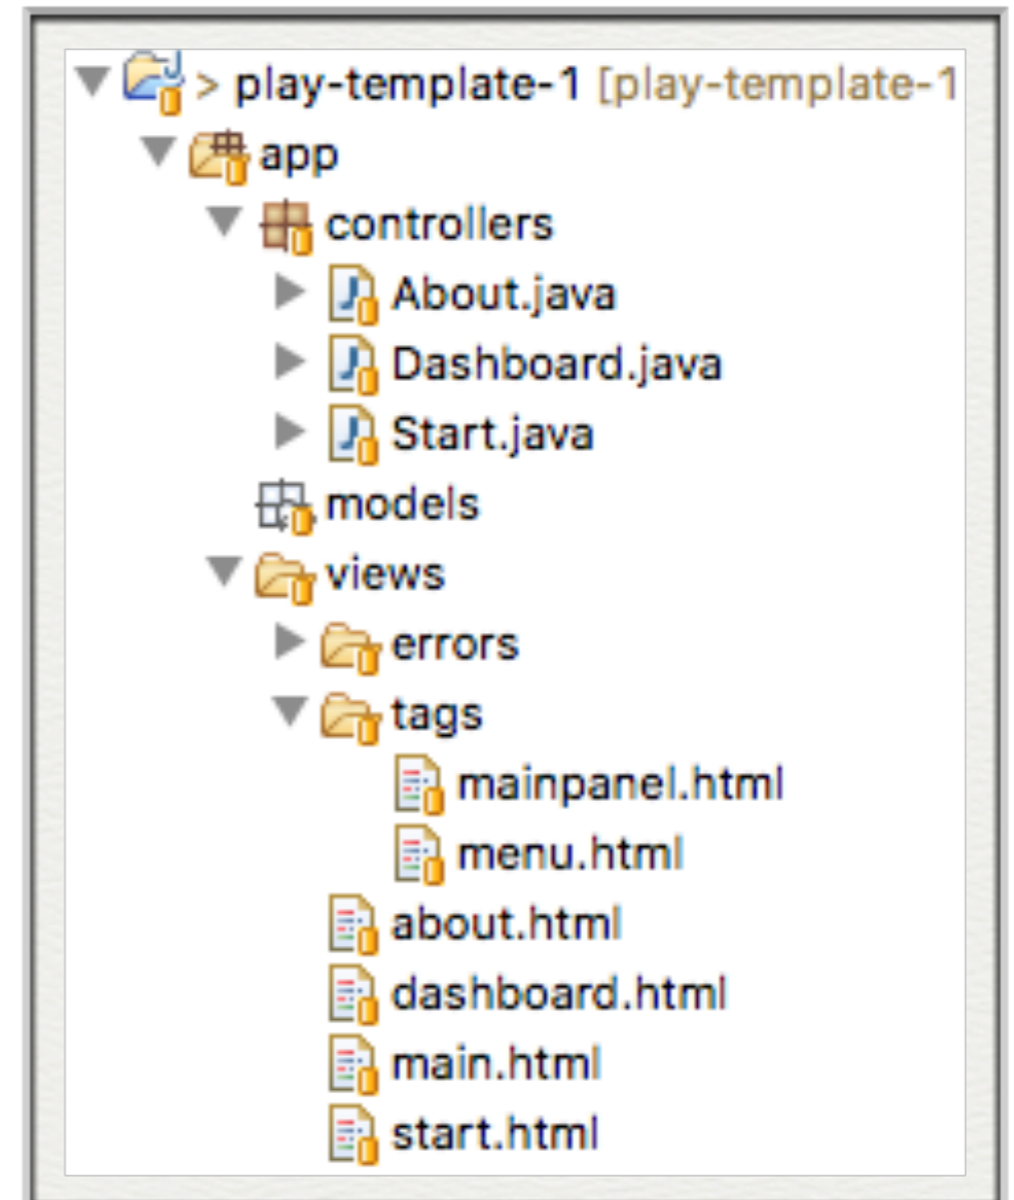 > play-template-1 [play-template-1
app
controllers
About.java
Dashboard.java
Start.java
models
views
errors
tags
mainpanel.html
menu.html
about.html
dashboard.html
main.html
start.html